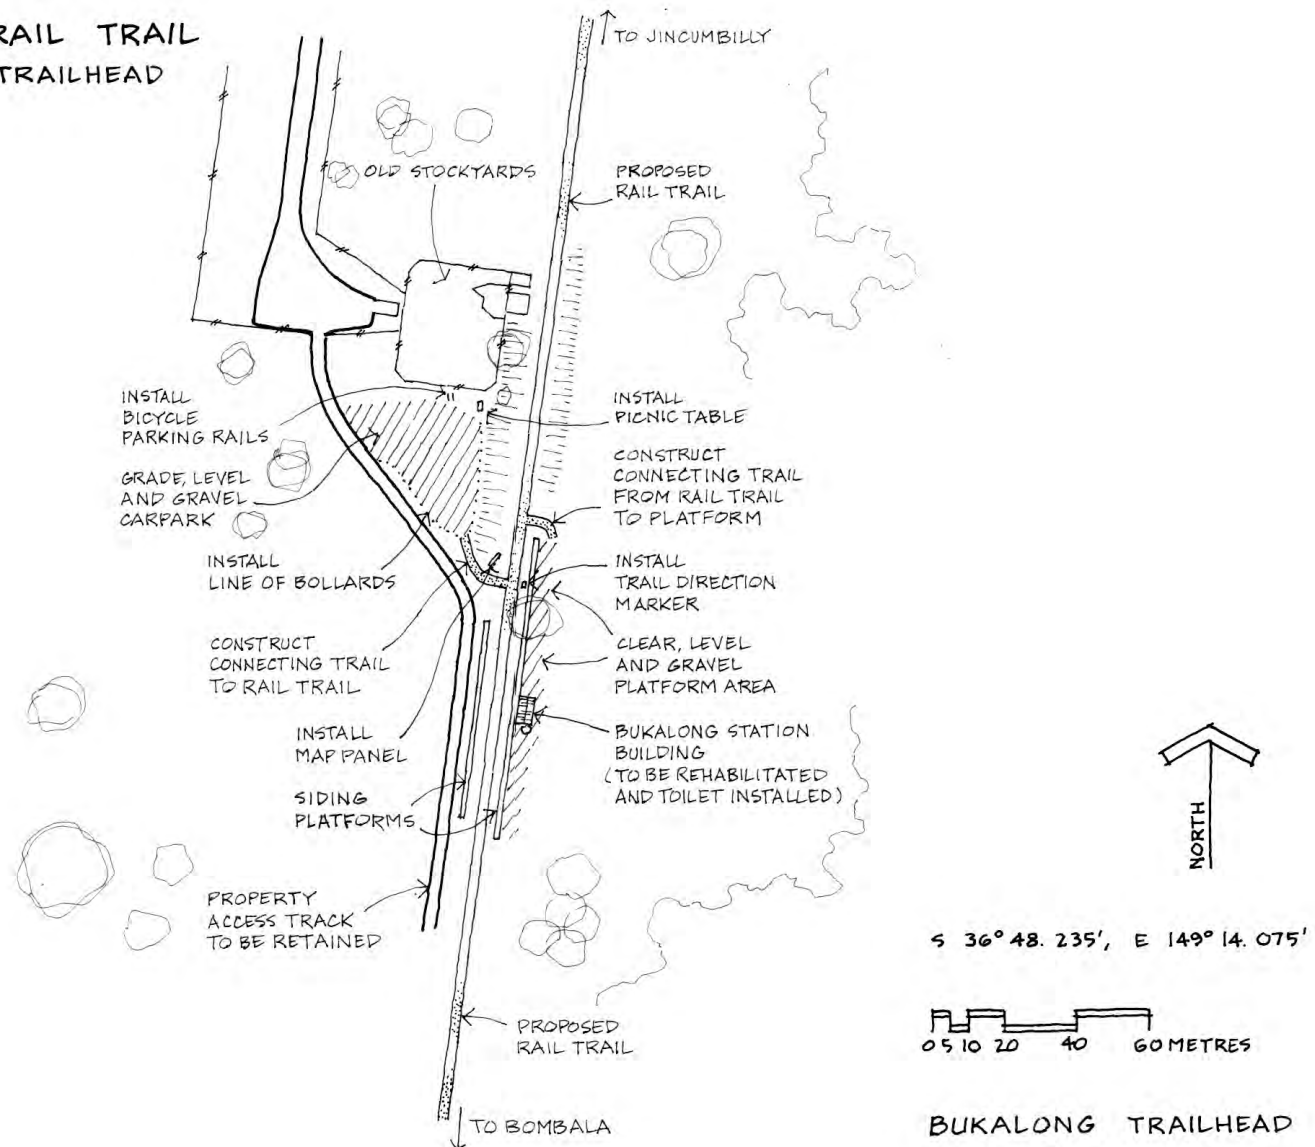 RAIL TRAIL
TRAILHEAD
TO JINCUMBILLY
OLD STOCKYARDS
PROPOSED
RAIL TRAIL
INSTALL
BICYCLE
PARKING RAILS
GRADE, LEVEL
AND GRAVEL
CARPARK
INSTALL
LINE OF BOLLARDS
CONSTRUCT
CONNECTING TRAIL
TO RAIL TRAIL
INSTALL
MAP PANEL
SIDING
PLATFORMS
PROPERTY
ACCESS TRACK
TO BE RETAINED
INSTALL
PICNIC TABLE
CONSTRUCT
CONNECTING TRAIL
FROM RAIL TRAIL
TO PLATFORM
INSTALL
TRAIL DIRECTION
MARKER
CLEAR, LEVEL
AND GRAVEL
PLATFORM AREA
BUKALONG STATION
BUILDING
(TO BE REHABILITATED
AND TOILET INSTALLED)
PROPOSED
RAIL TRAIL
TO BOMBALA
NORTH
S 36° 48. 235', E 149° 14. 075'
0 5 10 20 40 60 METRES
BUKALONG TRAILHEAD